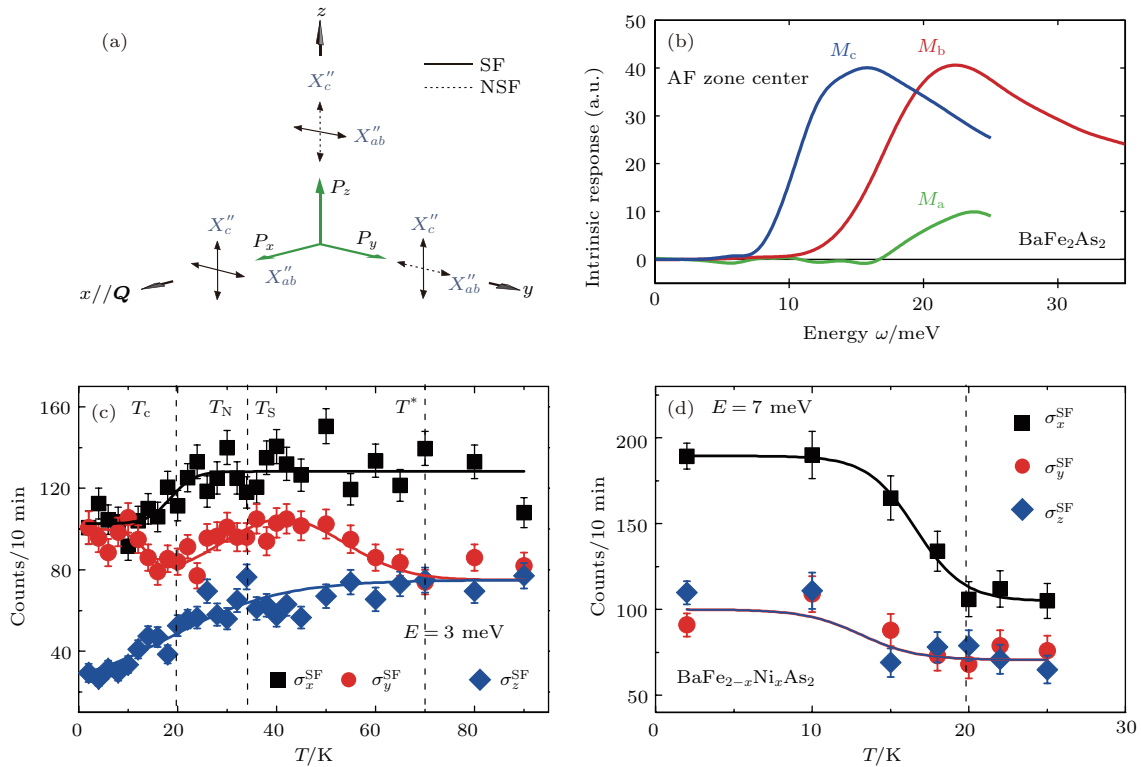 (a)
z
SF
NSF
X″c
X″ab
Pz
X″c
X″c
Px
Py
X″ab
X″ab
x//Q
y
(b)
Mc
Mb
AF zone center
Ma
BaFe2As2
50
40
30
20
10
0
Intrinsic response (a.u.)
0
10
20
30
Energy ω/meV
(c)
Tc
TN
TS
T*
160
120
80
40
Counts/10 min
E = 3 meV
σxSF
σySF
σzSF
0
20
40
60
80
T/K
(d)
E = 7 meV
σxSF
σySF
σzSF
200
150
100
50
Counts/10 min
BaFe2−xNixAs2
0
10
20
30
T/K